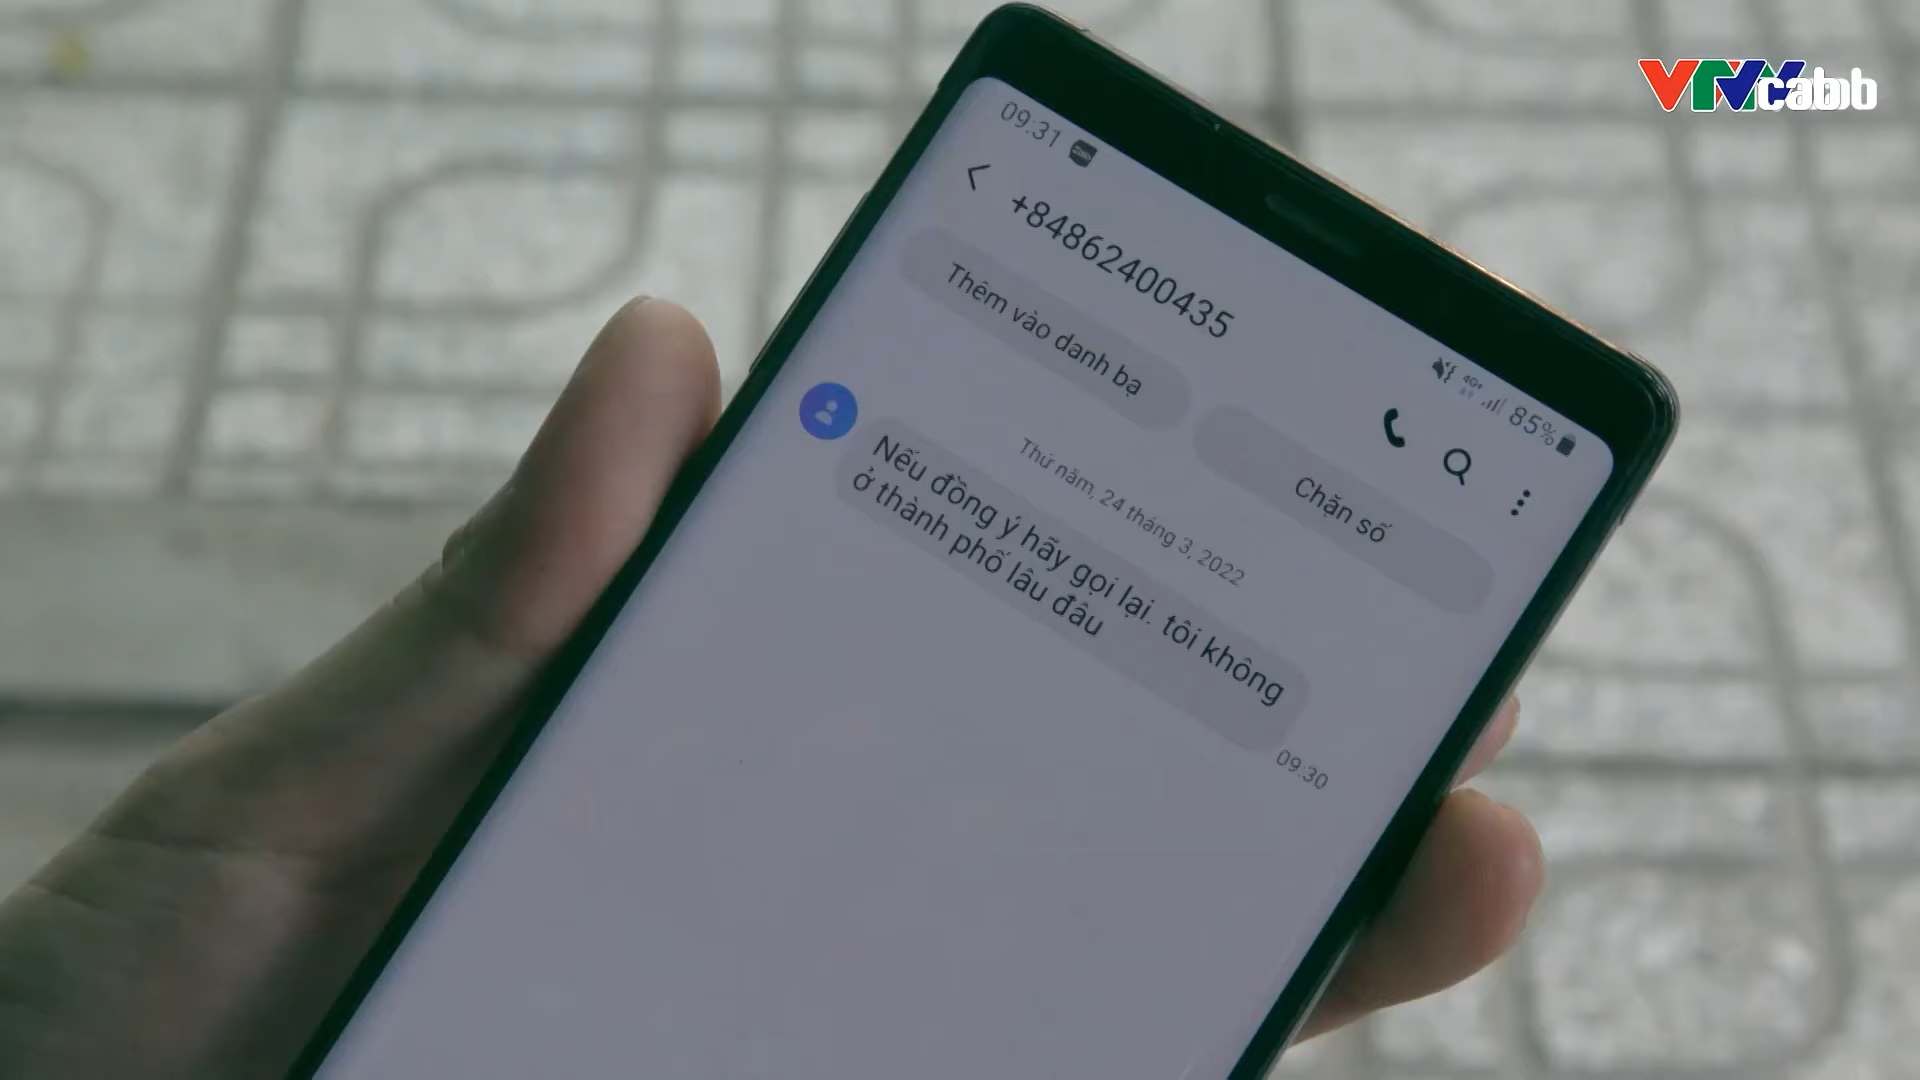 VTVcab
09:31
+84862400435
4G+
85%
Thêm vào danh bạ
Chặn số
Thứ năm, 24 tháng 3, 2022
Nếu đồng ý hãy gọi lại. tôi không
ở thành phố lâu đâu
09:30